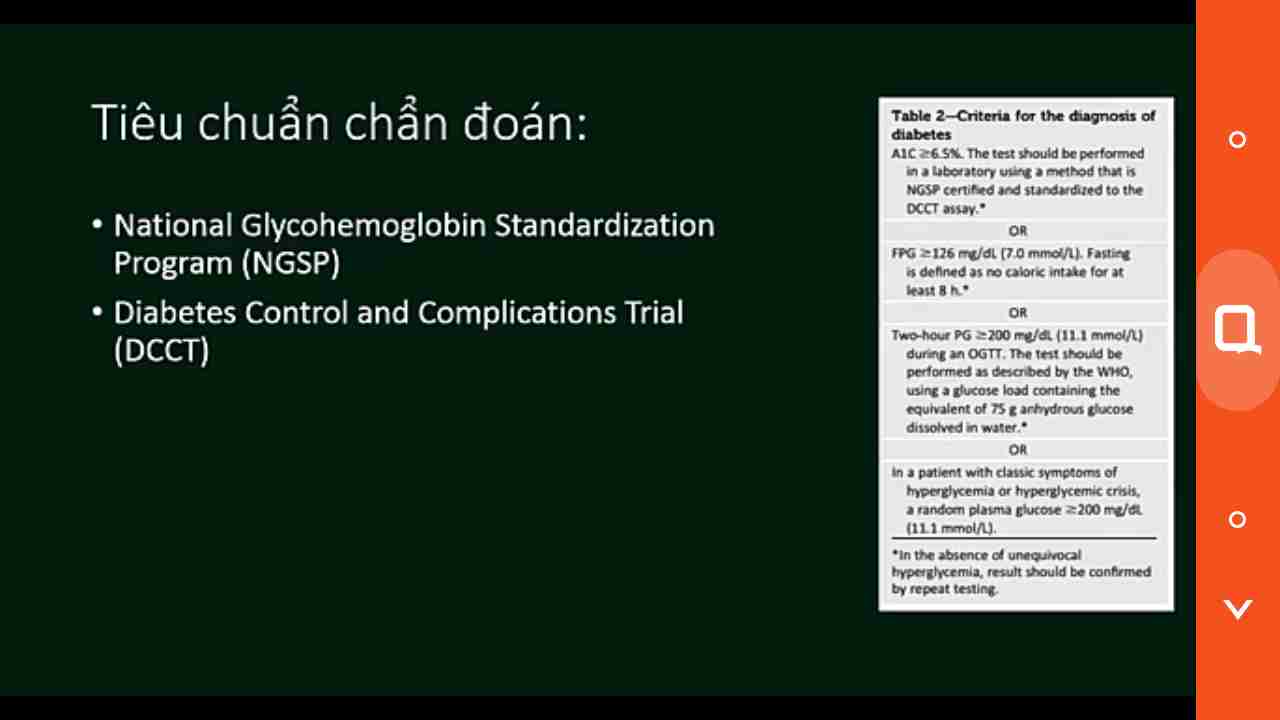 Tiêu chuẩn chẩn đoán:
• National Glycohemoglobin Standardization
Program (NGSP)
• Diabetes Control and Complications Trial
(DCCT)
Table 2—Criteria for the diagnosis of
diabetes
A1C ≥6.5%. The test should be performed
in a laboratory using a method that is
NGSP certified and standardized to the
DCCT assay.*
OR
FPG ≥126 mg/dL (7.0 mmol/L). Fasting
is defined as no caloric intake for at
least 8 h.*
OR
Two-hour PG ≥200 mg/dL (11.1 mmol/L)
during an OGTT. The test should be
performed as described by the WHO,
using a glucose load containing the
equivalent of 75 g anhydrous glucose
dissolved in water.*
OR
In a patient with classic symptoms of
hyperglycemia or hyperglycemic crisis,
a random plasma glucose ≥200 mg/dL
(11.1 mmol/L).
*In the absence of unequivocal
hyperglycemia, result should be confirmed
by repeat testing.